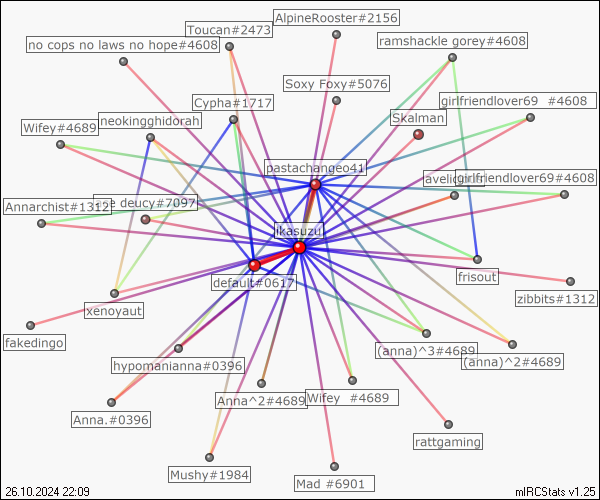 AlpineRooster#2156
Toucan#2473
ramshackle gorey#4608
no cops no laws no hope#4608
Soxy Foxy#5076
Cypha#1717
girlfriendlover69 #4608
Skalman
neokingghidorah
Wifey#4689
pastachangeo41
girlfriendlover69#4608
Annarchist#1312
deucy#7097
ikasuzu
frisout
default#0617
zibbits#1312
xenoyaut
fakedingo
(anna)^3#4689
(anna)^2#4689
hypomanianna#0396
Anna^2#4689
Wifey #4689
Anna.#0396
rattgaming
Mushy#1984
Mad #6901
26.10.2024 22:09
mIRCStats v1.25